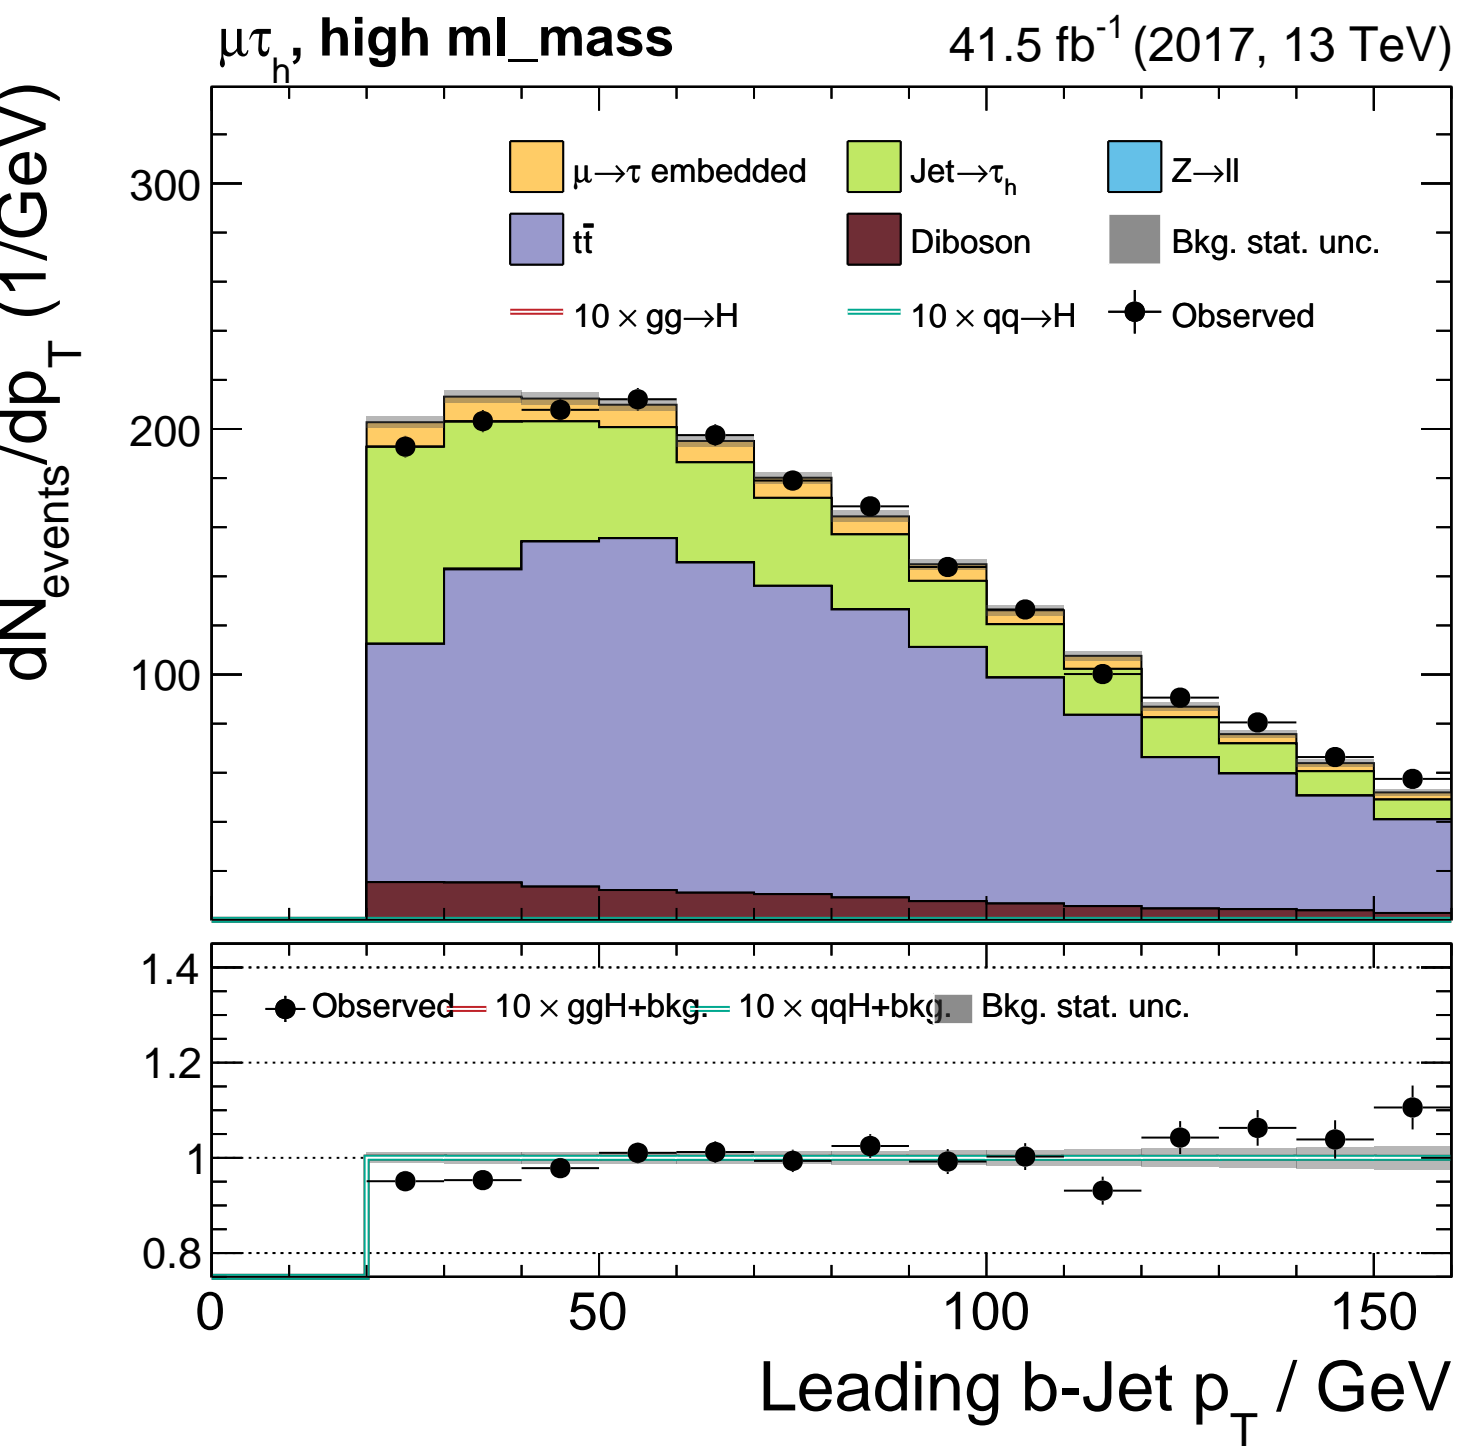 μτh, high ml_mass 41.5 fb-1 (2017, 13 TeV)
dNevents/dpT (1/GeV)
300
200
100
μ→τ embedded Jet→τh Z→ll
tt̄ Diboson Bkg. stat. unc.
10 × gg→H 10 × qq→H Observed
1.4
1.2
1
0.8
Observed 10 × ggH+bkg. 10 × qqH+bkg. Bkg. stat. unc.
0 50 100 150
Leading b-Jet pT / GeV